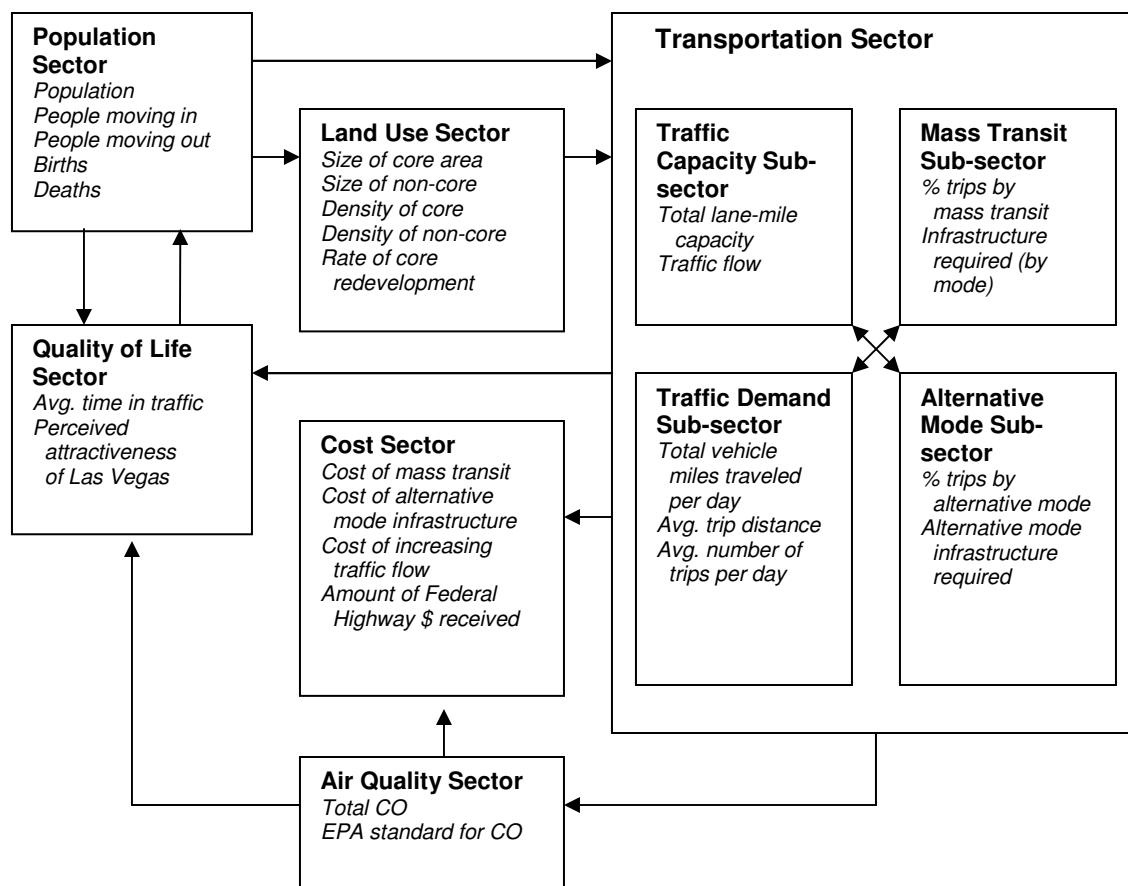 Population
Sector
Population
People moving in
People moving out
Births
Deaths
Transportation Sector
Land Use Sector
Size of core area
Size of non-core
Density of core
Density of non-core
Rate of core
redevelopment
Traffic
Capacity Sub-
sector
Total lane-mile
capacity
Traffic flow
Mass Transit
Sub-sector
% trips by
mass transit
Infrastructure
required (by
mode)
Quality of Life
Sector
Avg. time in traffic
Perceived
attractiveness
of Las Vegas
Cost Sector
Cost of mass transit
Cost of alternative
mode infrastructure
Cost of increasing
traffic flow
Amount of Federal
Highway $ received
Traffic Demand
Sub-sector
Total vehicle
miles traveled
per day
Avg. trip distance
Avg. number of
trips per day
Alternative
Mode Sub-
sector
% trips by
alternative mode
Alternative mode
infrastructure
required
Air Quality Sector
Total CO
EPA standard for CO